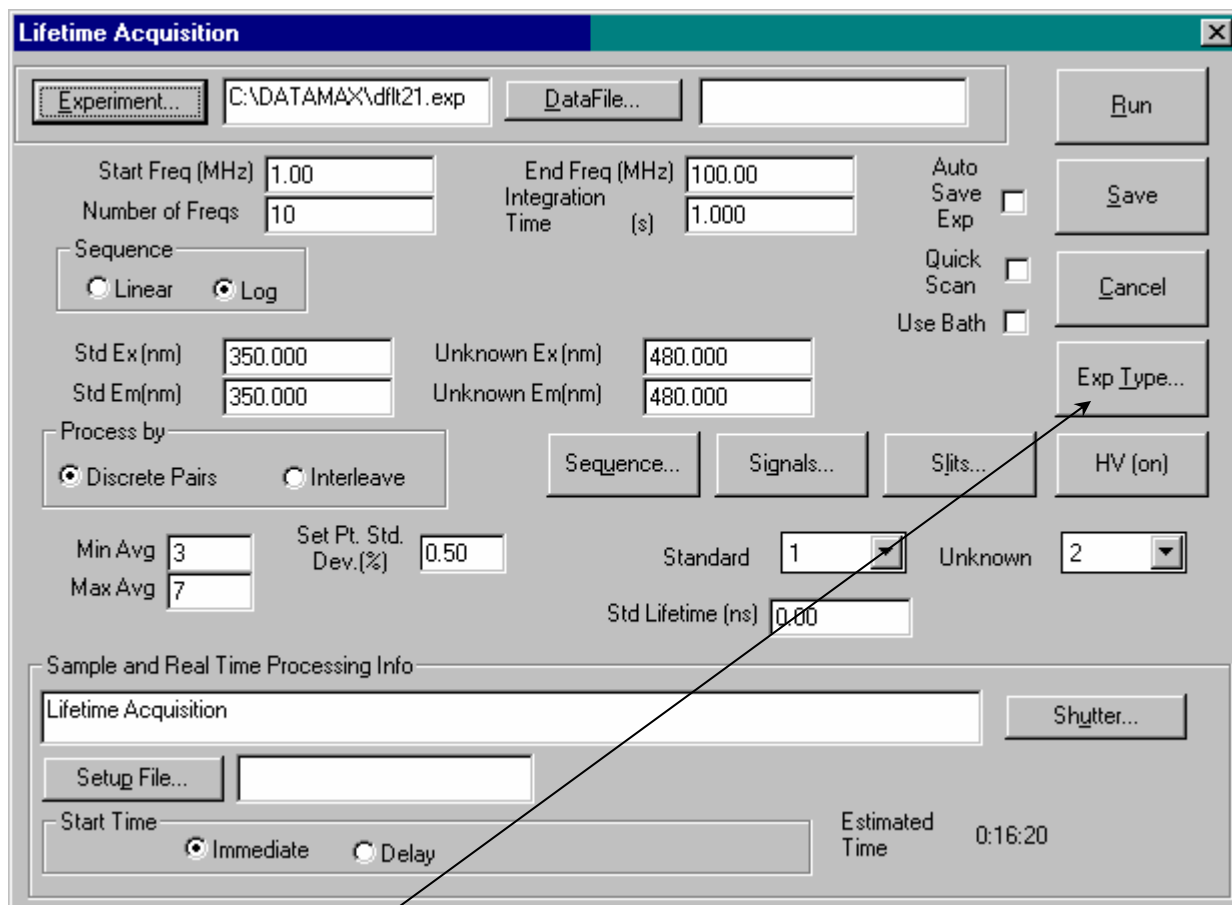 Lifetime Acquisition
Experiment... C:\DATAMAX\dflt21.exp DataFile...
Run
Start Freq (MHz) 1.00 End Freq (MHz) 100.00
Number of Freqs 10 Integration Time (s) 1.000
Auto Save Exp
Save
Sequence
Linear Log
Quick Scan
Cancel
Use Bath
Std Ex(nm) 350.000 Unknown Ex(nm) 480.000
Std Em(nm) 350.000 Unknown Em(nm) 480.000
Exp Type...
Process by
Discrete Pairs Interleave
Sequence... Signals... Slits... HV (on)
Min Avg 3 Set Pt. Std. Dev.(%) 0.50
Max Avg 7
Standard 1 Unknown 2
Std Lifetime (ns) 0.00
Sample and Real Time Processing Info
Lifetime Acquisition
Shutter...
Setup File...
Start Time
Immediate Delay
Estimated Time 0:16:20